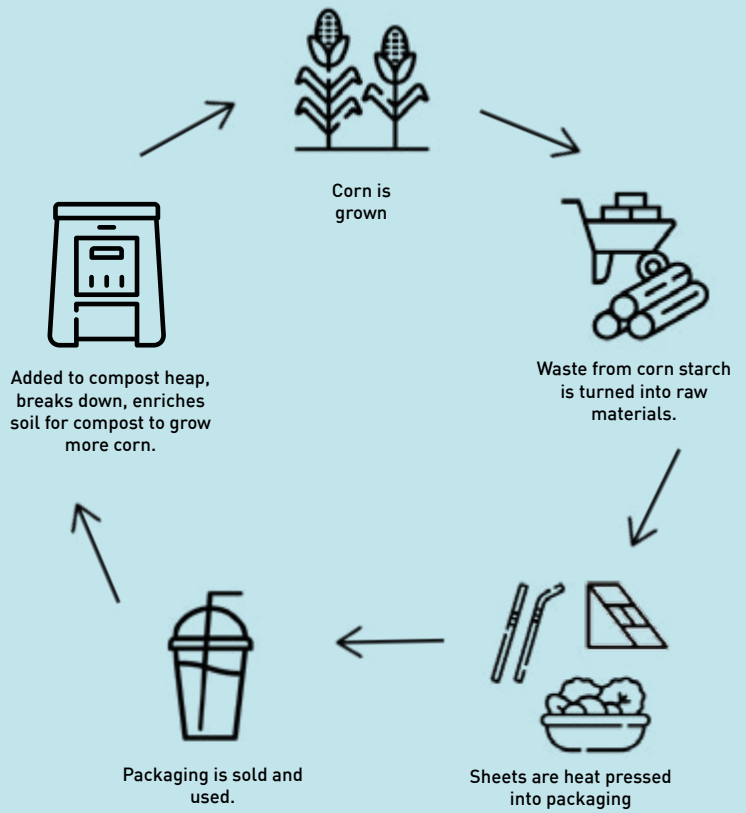 Corn is
grown
Waste from corn starch
is turned into raw
materials.
Sheets are heat pressed
into packaging
Packaging is sold and
used.
Added to compost heap,
breaks down, enriches
soil for compost to grow
more corn.